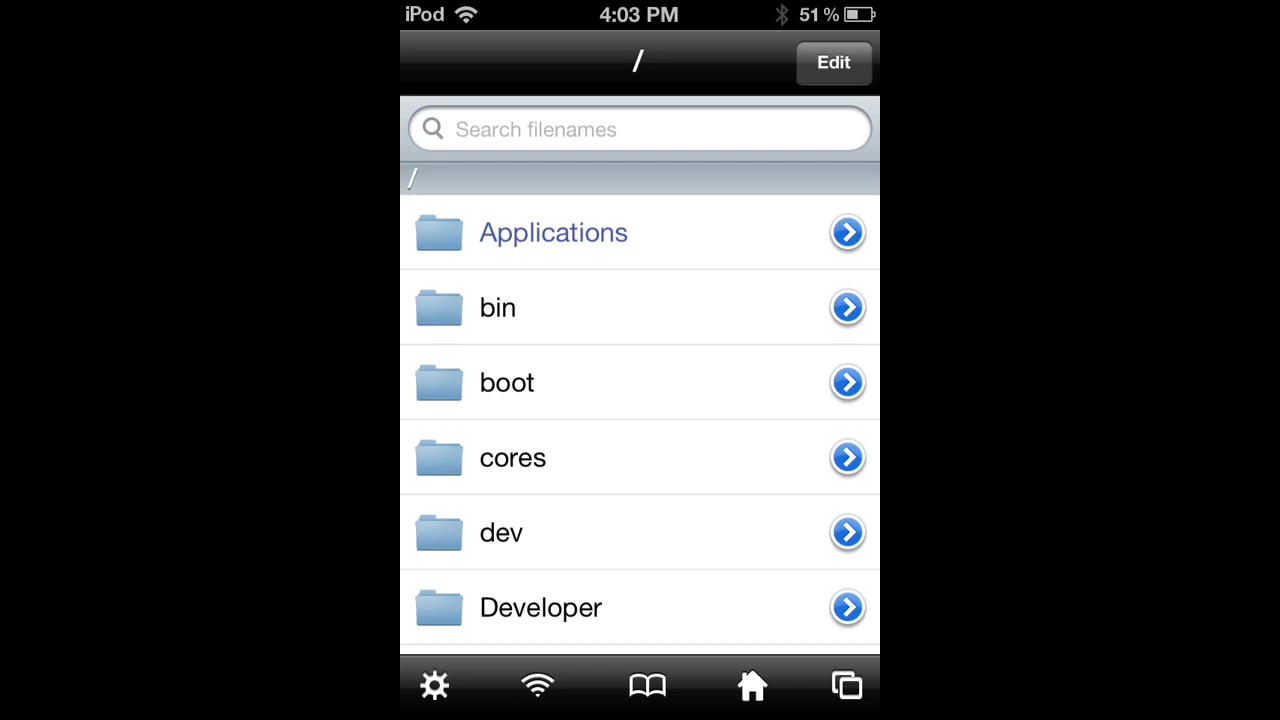 iPod 4:03 PM 51%
/ Edit
Search filenames
/
Applications
bin
boot
cores
dev
Developer